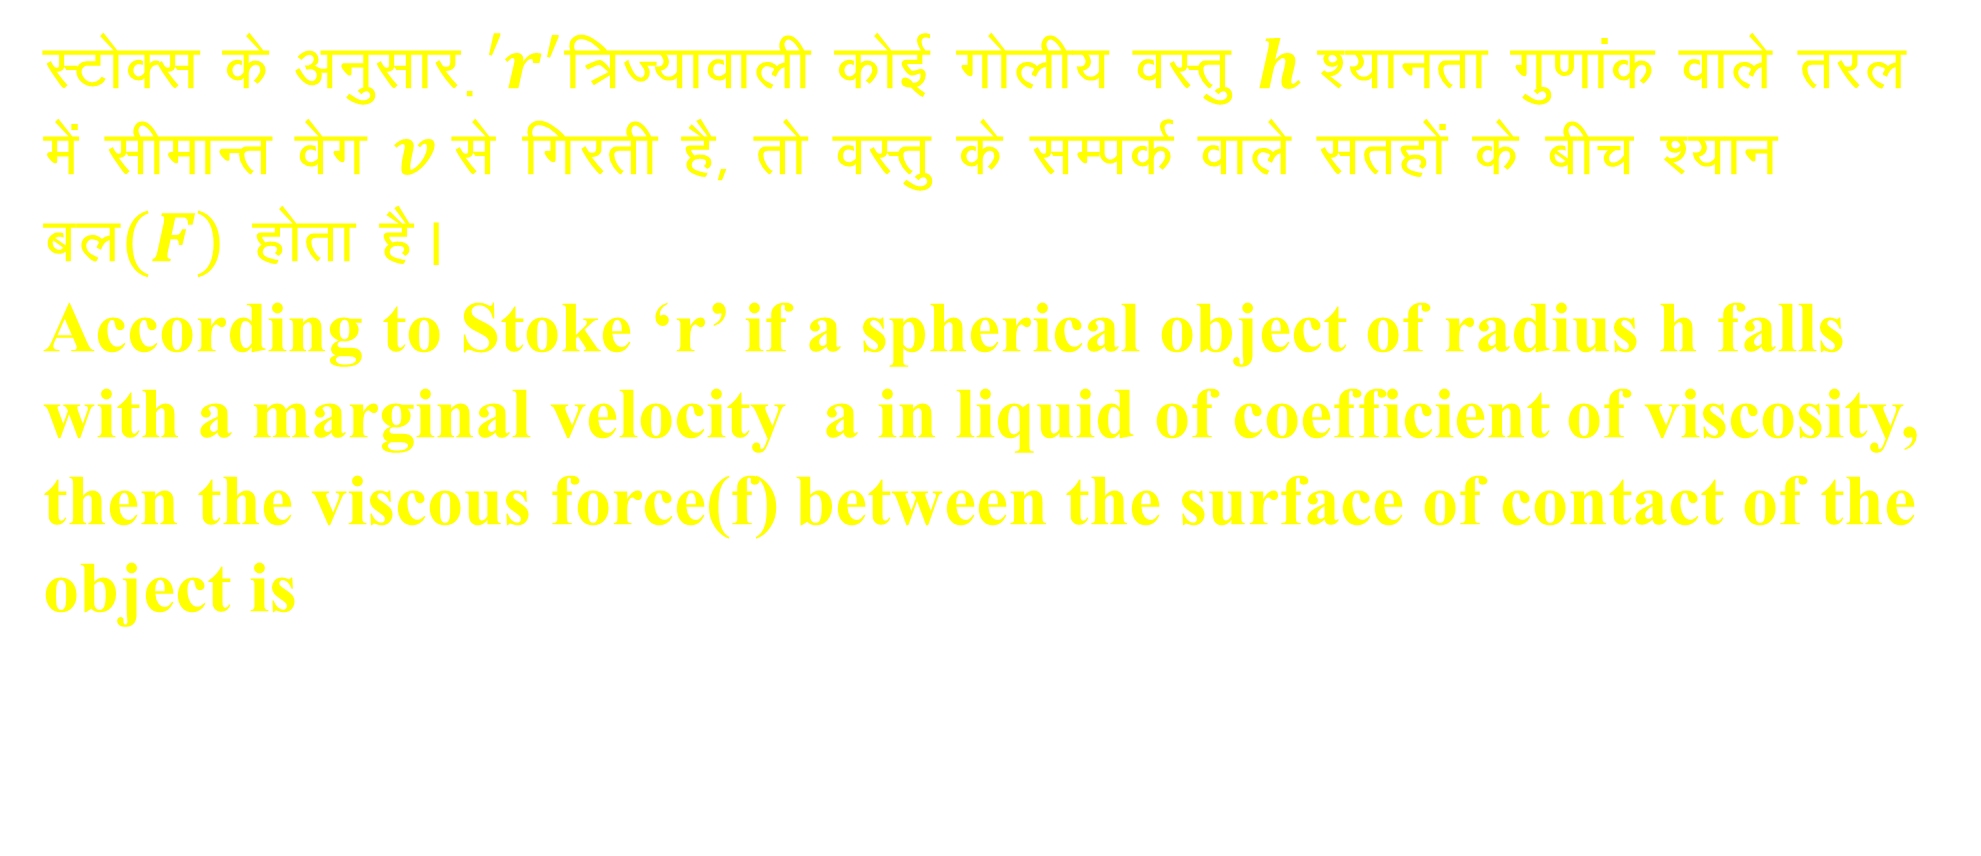 स्टोक्स के अनुसार. 'r' त्रिज्यावाली कोई गोलीय वस्तु h श्यानता गुणांक वाले तरल
में सीमान्त वेग v से गिरती है, तो वस्तु के सम्पर्क वाले सतहों के बीच श्यान
बल(F) होता है।
According to Stoke ‘r’ if a spherical object of radius h falls
with a marginal velocity a in liquid of coefficient of viscosity,
then the viscous force(f) between the surface of contact of the
object is